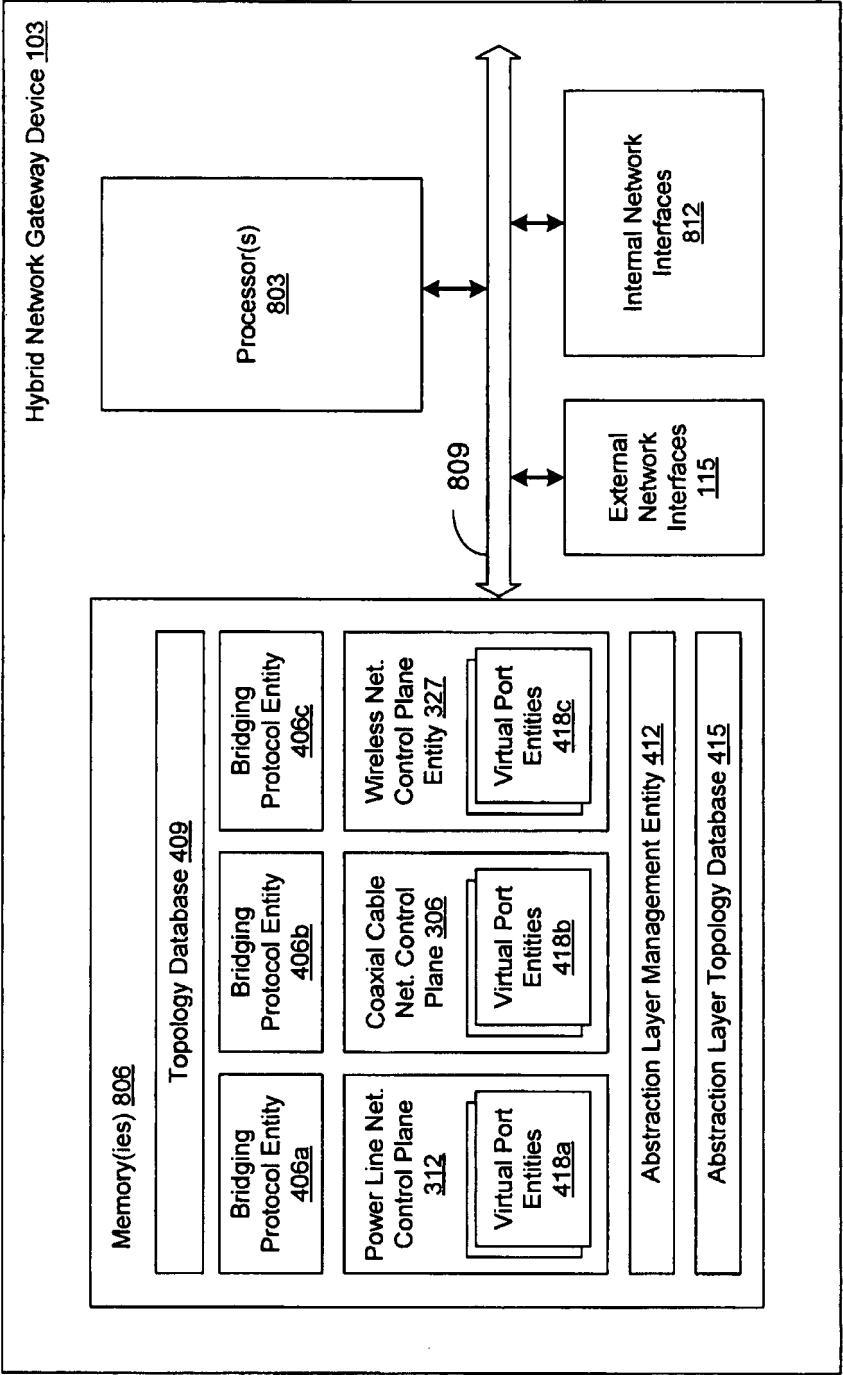 Hybrid Network Gateway Device 103
Memory(ies) 806
Topology Database 409
Bridging
Protocol Entity
406a
Bridging
Protocol Entity
406b
Bridging
Protocol Entity
406c
Power Line Net.
Control Plane
312
Virtual Port
Entities
418a
Coaxial Cable
Net. Control
Plane 306
Virtual Port
Entities
418b
Wireless Net.
Control Plane
Entity 327
Virtual Port
Entities
418c
Abstraction Layer Management Entity 412
Abstraction Layer Topology Database 415
Processor(s)
803
809
External
Network
Interfaces
115
Internal Network
Interfaces
812